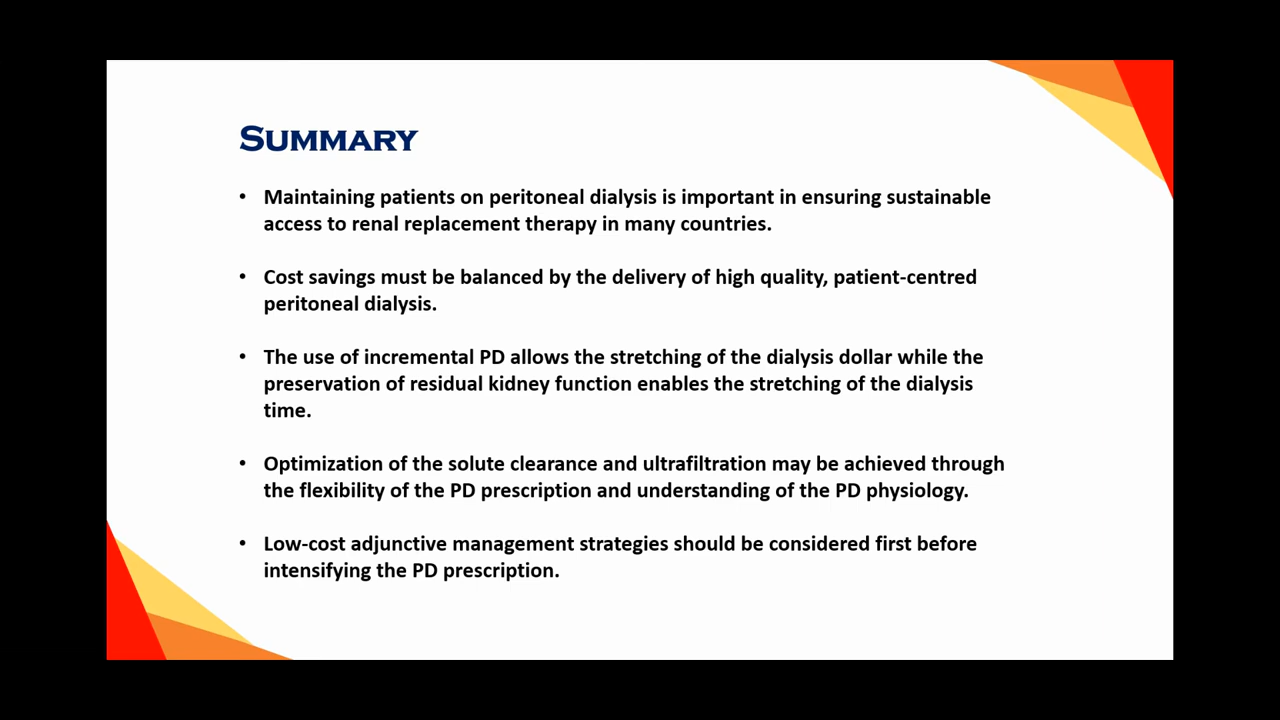 SUMMARY
• Maintaining patients on peritoneal dialysis is important in ensuring sustainable
access to renal replacement therapy in many countries.
• Cost savings must be balanced by the delivery of high quality, patient-centred
peritoneal dialysis.
• The use of incremental PD allows the stretching of the dialysis dollar while the
preservation of residual kidney function enables the stretching of the dialysis
time.
• Optimization of the solute clearance and ultrafiltration may be achieved through
the flexibility of the PD prescription and understanding of the PD physiology.
• Low-cost adjunctive management strategies should be considered first before
intensifying the PD prescription.